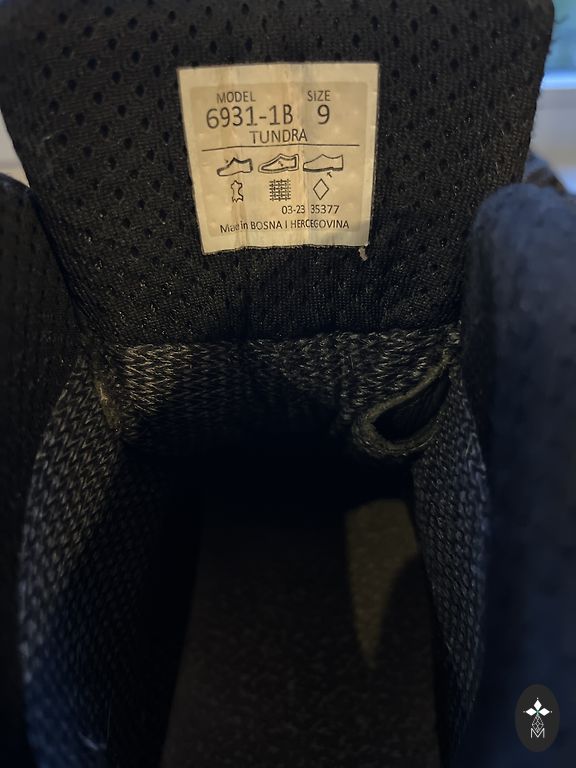 MODEL SIZE
6931-1B 9
TUNDRA
03-23 35377
Made in BOSNA I HERCEGOVINA
M